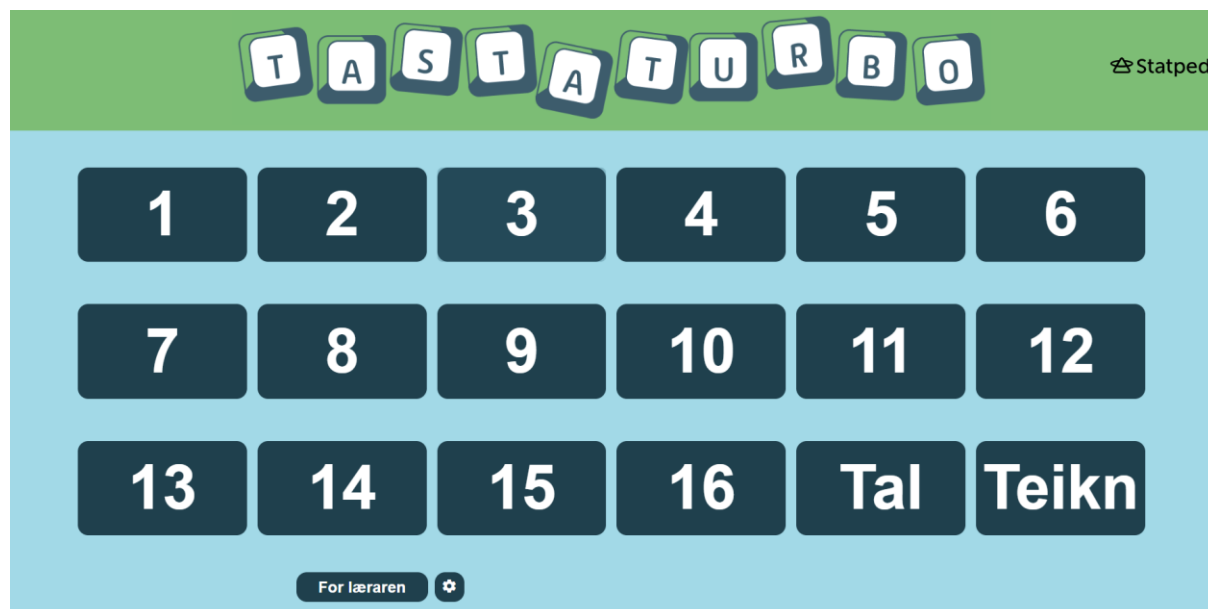 TASTATURBO
Statped
1 2 3 4 5 6
7 8 9 10 11 12
13 14 15 16 Tal Teikn
For læraren